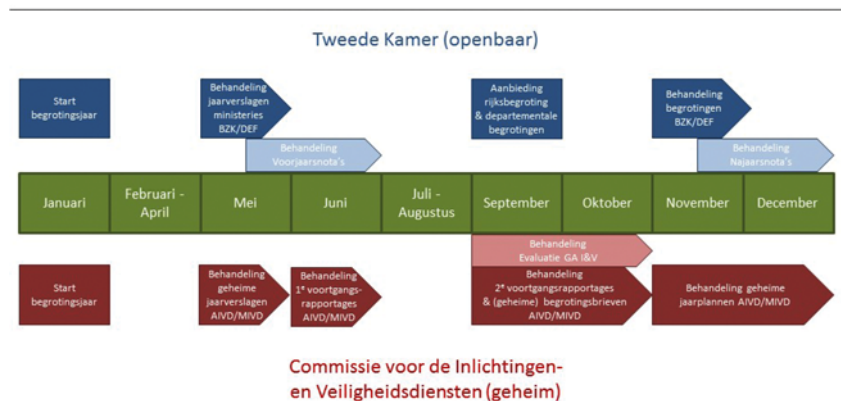 Tweede Kamer (openbaar)
Start
begrotingsjaar
Behandeling
jaarverslagen
ministeries
BZK/DEF
Aanbieding
rijksbegroting
& departementale
begrotingen
Behandeling
begrotingen
BZK/DEF
Behandeling
Voorjaarsnota's
Behandeling
Najaarsnota's
Januari
Februari -
April
Mei
Juni
Juli -
Augustus
September
Oktober
November
December
Behandeling
Evaluatie GA I&V
Start
begrotingsjaar
Behandeling
geheime
jaarverslagen
AIVD/MIVD
Behandeling
1e voortgangs-
rapportages
AIVD/MIVD
Behandeling
2e voortgangsrapportages
& (geheime) begrotingsbrieven
AIVD/MIVD
Behandeling geheime
jaarplannen AIVD/MIVD
Commissie voor de Inlichtingen-
en Veiligheidsdiensten (geheim)